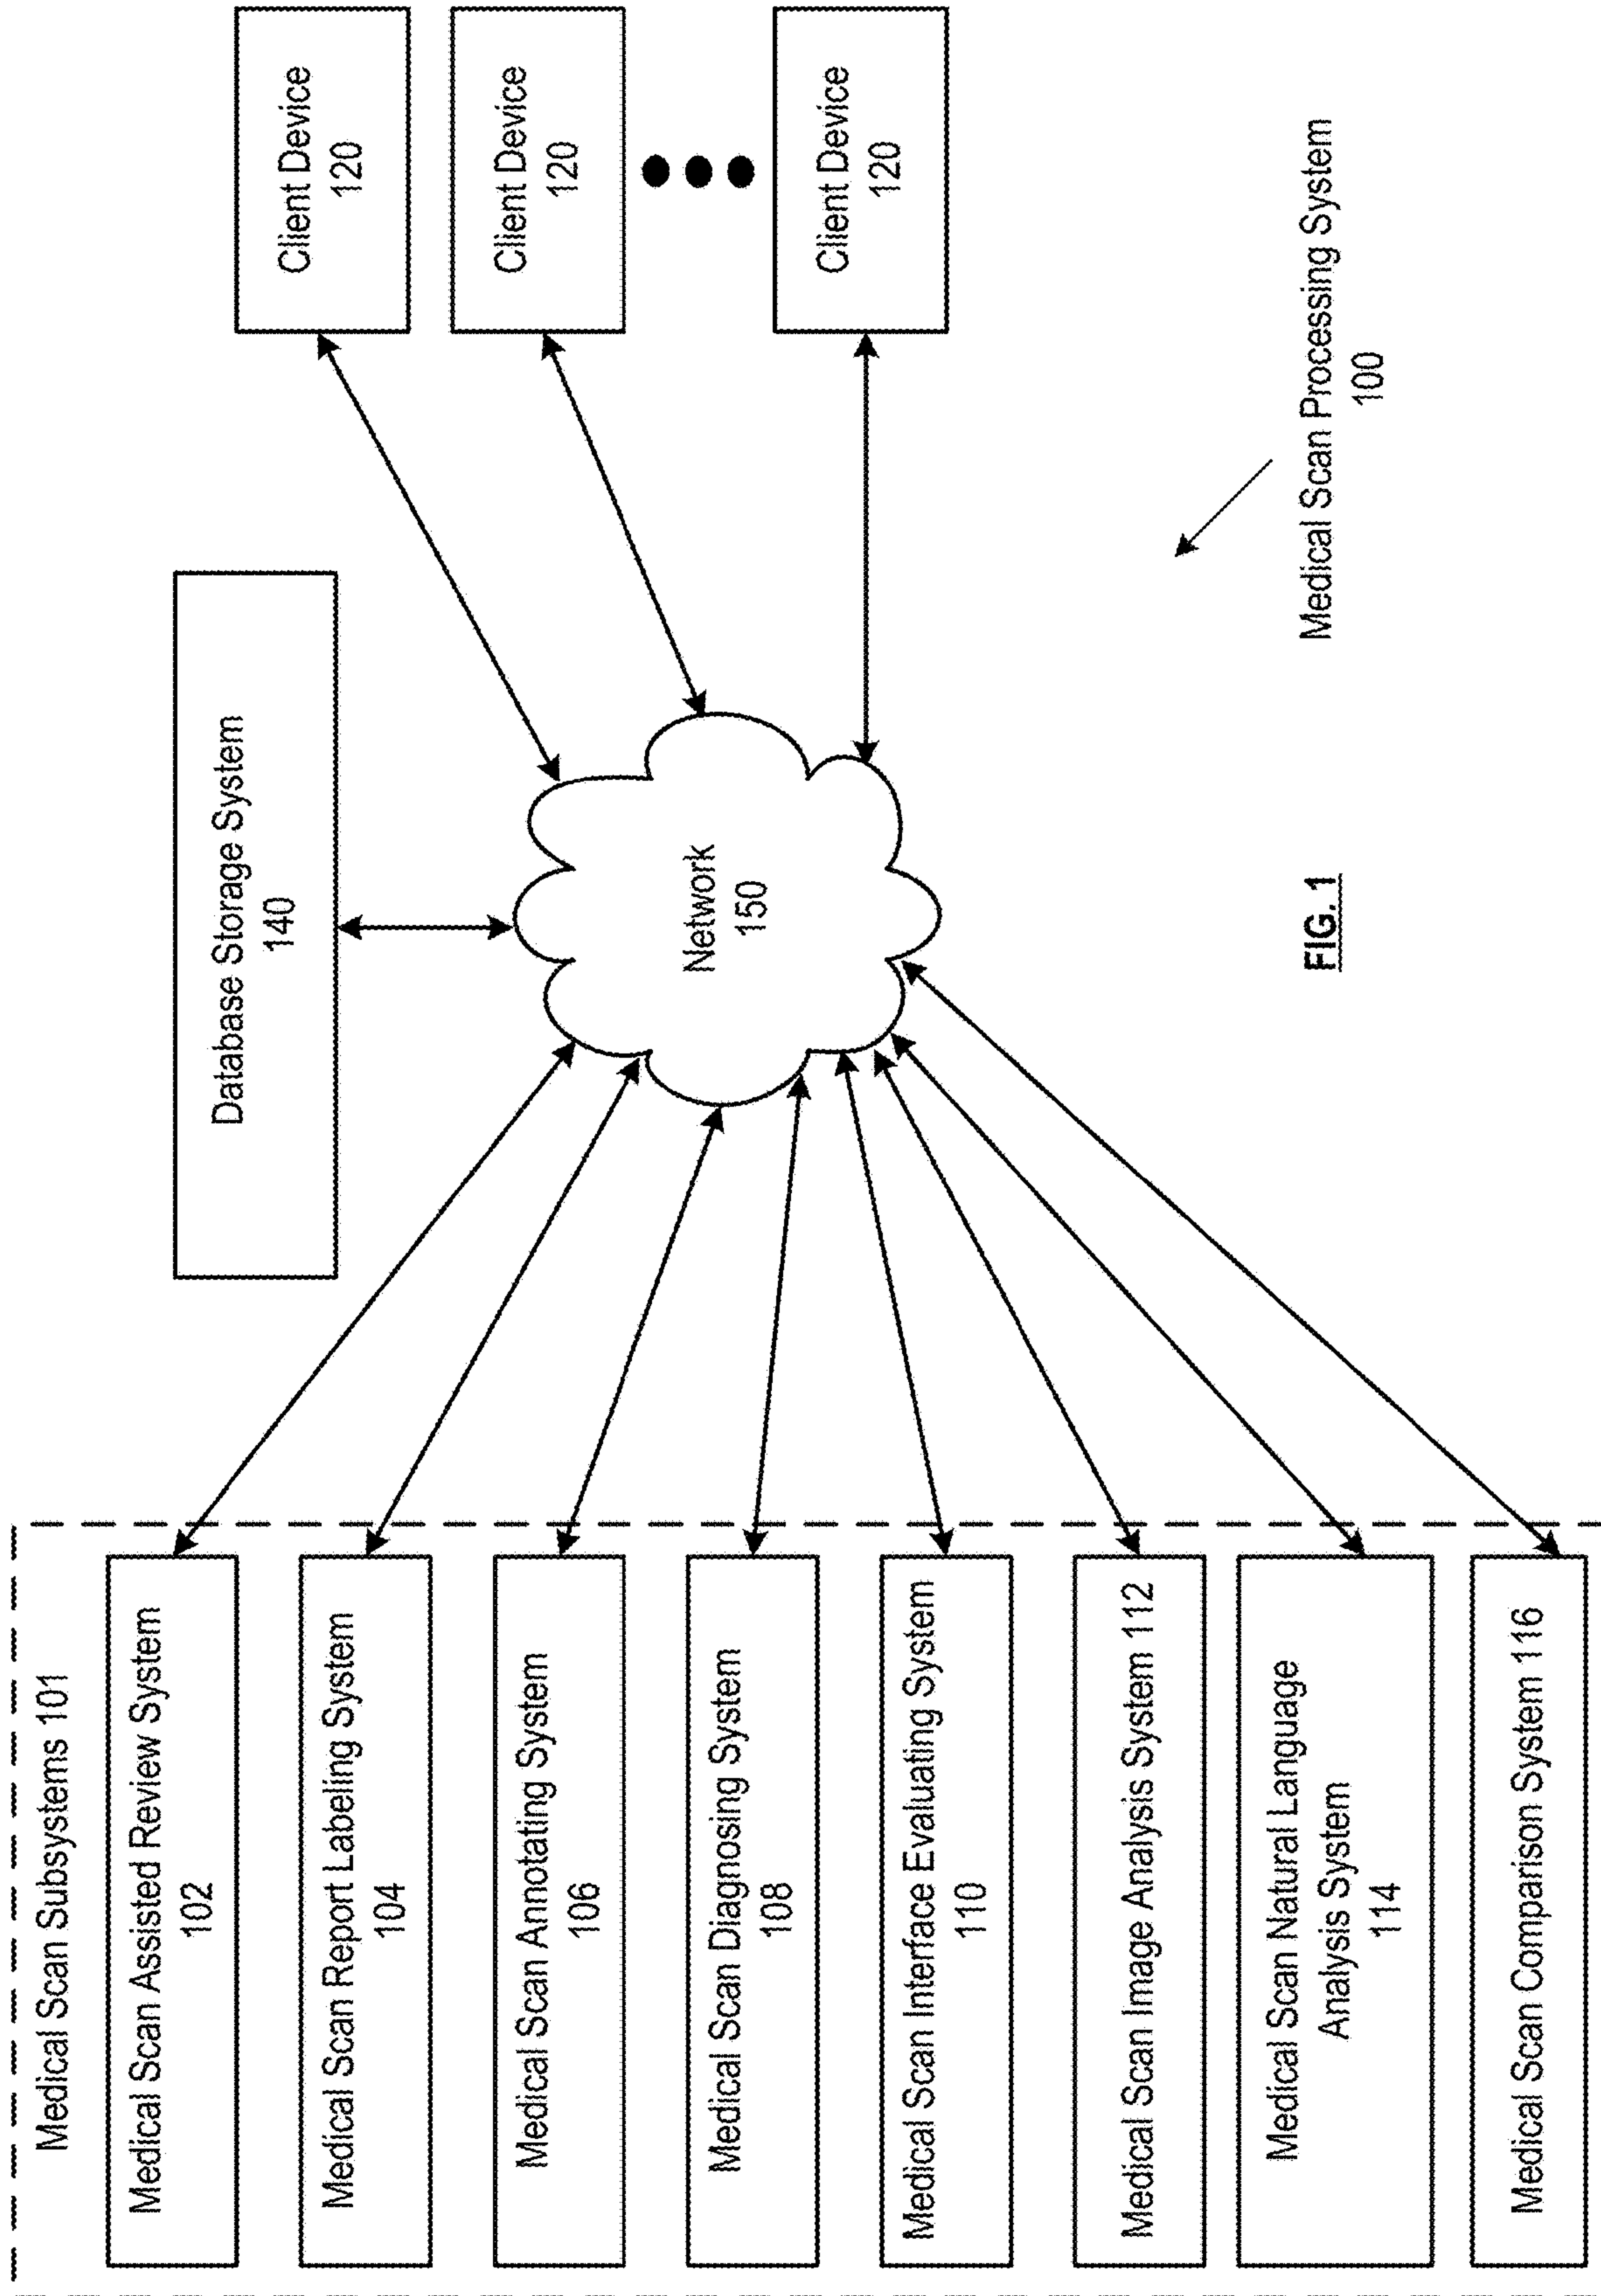 Medical Scan Subsystems 101
Medical Scan Assisted Review System
102
Medical Scan Report Labeling System
104
Medical Scan Annotating System
106
Medical Scan Diagnosing System
108
Medical Scan Interface Evaluating System
110
Medical Scan Image Analysis System 112
Medical Scan Natural Language
Analysis System
114
Medical Scan Comparison System 116
Database Storage System
140
Network
150
Client Device
120
Client Device
120
Client Device
120
Medical Scan Processing System
100
FIG. 1